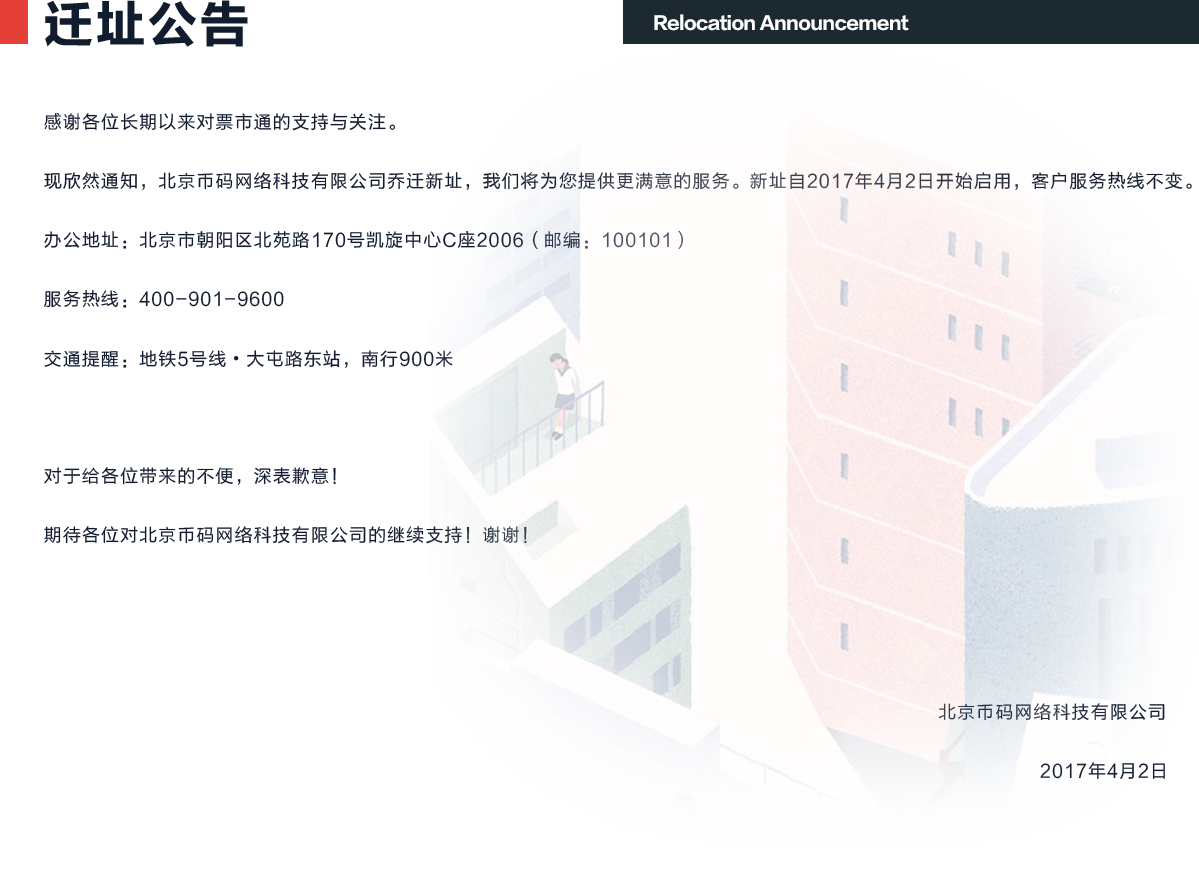 迁址公告
Relocation Announcement
感谢各位长期以来对票市通的支持与关注。
现欣然通知，北京币码网络科技有限公司乔迁新址，我们将为您提供更满意的服务。新址自2017年4月2日开始启用，客户服务热线不变。
办公地址：北京市朝阳区北苑路170号凯旋中心C座2006（邮编：100101）
服务热线：400-901-9600
交通提醒：地铁5号线·大屯路东站，南行900米
对于给各位带来的不便，深表歉意！
期待各位对北京币码网络科技有限公司的继续支持！谢谢！
北京币码网络科技有限公司
2017年4月2日